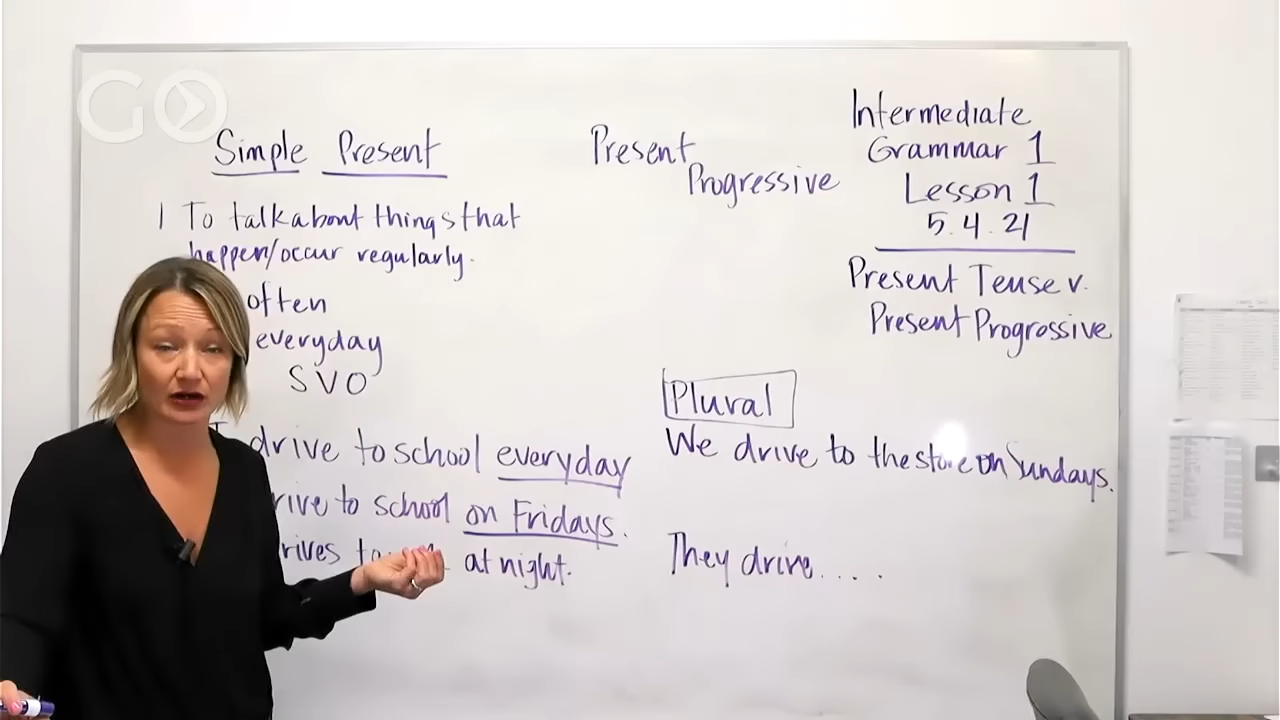 GO
Simple Present
1 To talk about things that
happen/occur regularly.
often
everyday
SVO
I drive to school everyday
rive to school on Fridays.
rives to at night.
Present
Progressive
Plural
We drive to the store on Sundays.
They drive.....
Intermediate
Grammar 1
Lesson 1
5.4.21
Present Tense v.
Present Progressive